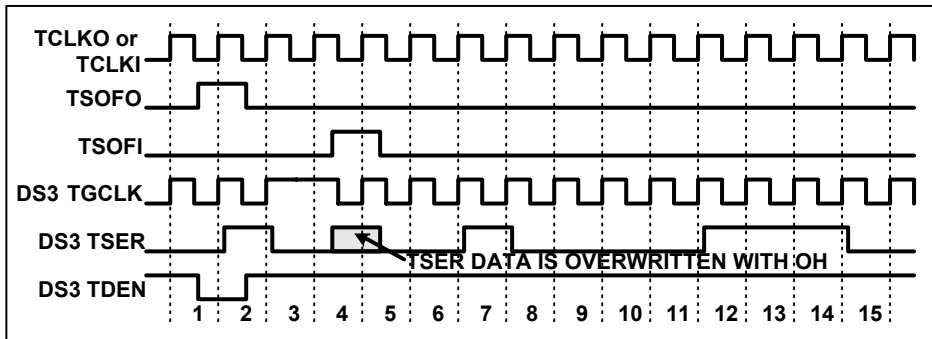 TCLKO or
TCLKI
TSOFO
TSOFI
DS3 TGCLK
DS3 TSER
TSER DATA IS OVERWRITTEN WITH OH
DS3 TDEN
1 2 3 4 5 6 7 8 9 10 11 12 13 14 15